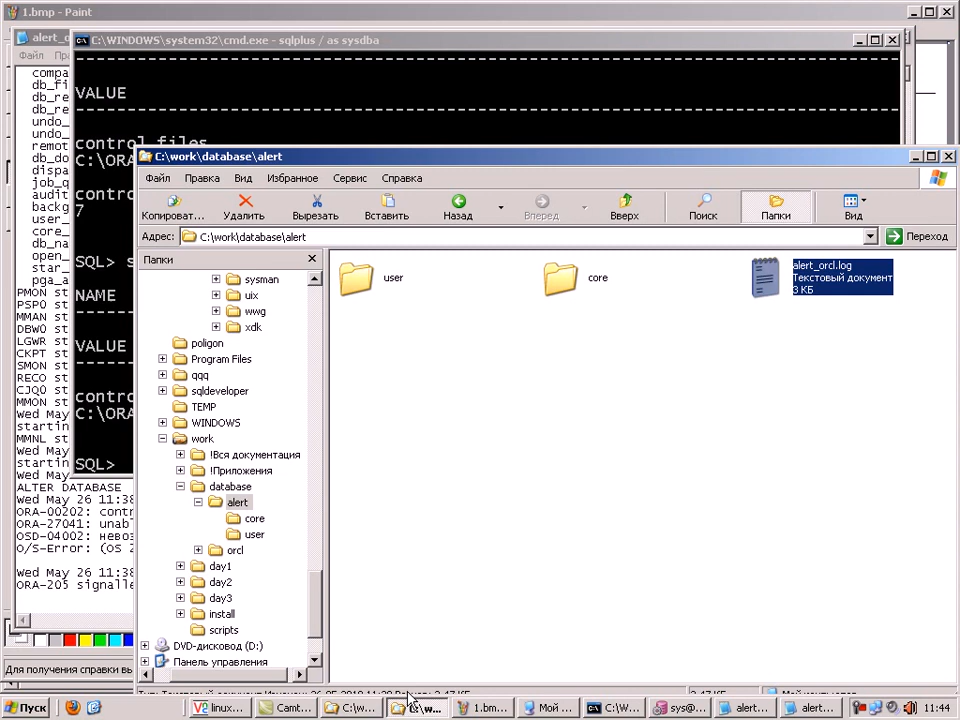 1.bmp - Paint
alert_o
C:\WINDOWS\system32\cmd.exe - sqlplus / as sysdba
Файл
compa
db_fi
db_re
db_re
undo_
undo_
remot
db_do
dispa
job_q
audit
backg
user_
core_
db_na
open_
star_
pga_a
PMON st
PSP0 st
MMAN st
DBW0 st
LGWR st
CKPT st
SMON st
RECO st
CJQ0 st
MMON st
Wed May
startin
MMNL st
Wed May
startin
Wed May
ALTER DATABASE
Wed May 26 11:38
ORA-00202: contr
ORA-27041: unab
OSD-04002: невоз
O/S-Error: (OS 2
Wed May 26 11:38
ORA-205 signalle
VALUE
control_files
C:\ORA
contro
7
SQL> s
NAME
VALUE
contro
C:\ORA
SQL>
C:\work\database\alert
Файл Правка Вид Избранное Сервис Справка
Копироват... Удалить Вырезать Вставить Назад Вперед Вверх Поиск Папки Вид
Адрес: C:\work\database\alert Переход
Папки
sysman
uix
wwg
xdk
poligon
Program Files
qqq
sqldeveloper
TEMP
WINDOWS
work
!Вся документация
!Приложения
database
alert
core
user
orcl
day1
day2
day3
install
scripts
DVD-дисковод (D:)
Панель управления
user
core
alert_orcl.log
Текстовый документ
3 КБ
Для получения справки вы
Пуск linux... Camt... C:\w... C:\w... 1.bm... Мой ... C:\W... sys@... alert... alert... 11:44